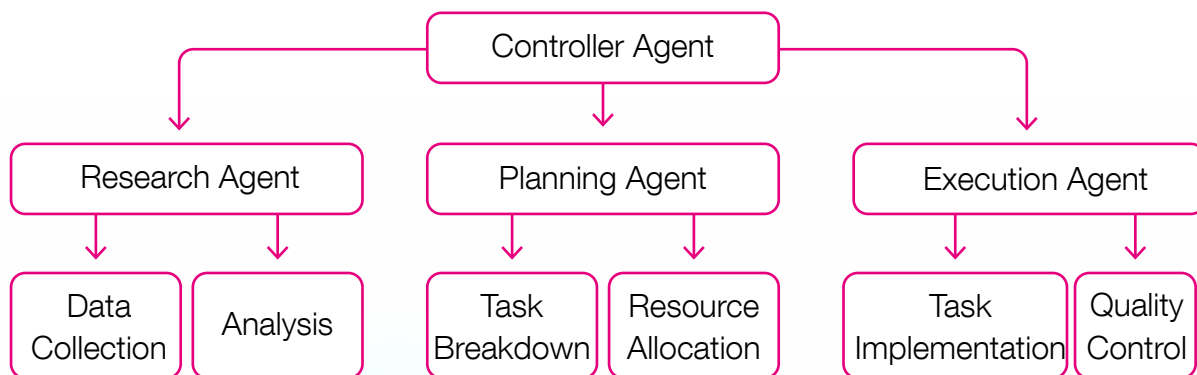 Controller Agent
Research Agent
Planning Agent
Execution Agent
Data
Collection
Analysis
Task
Breakdown
Resource
Allocation
Task
Implementation
Quality
Control